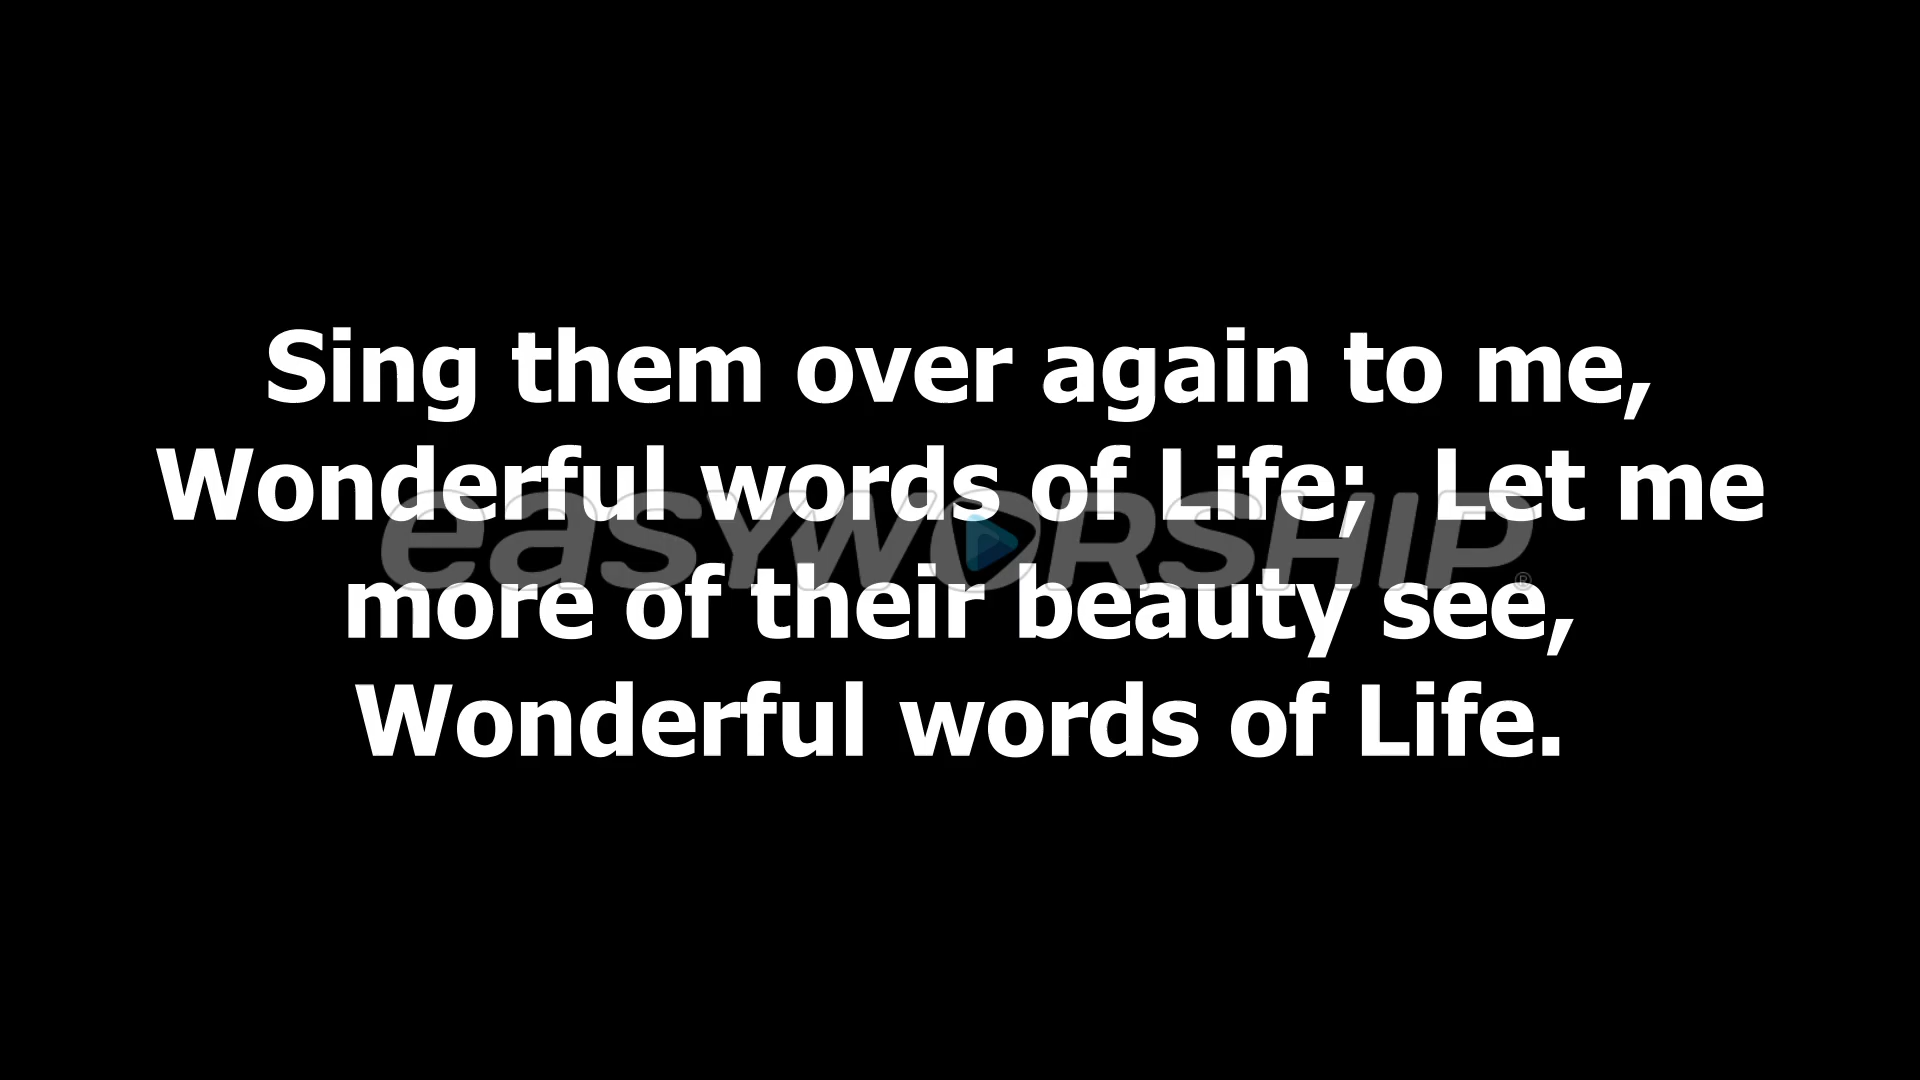 Sing them over again to me,
Wonderful words of Life;  Let me
more of their beauty see,
Wonderful words of Life.
easyWORSHIP®